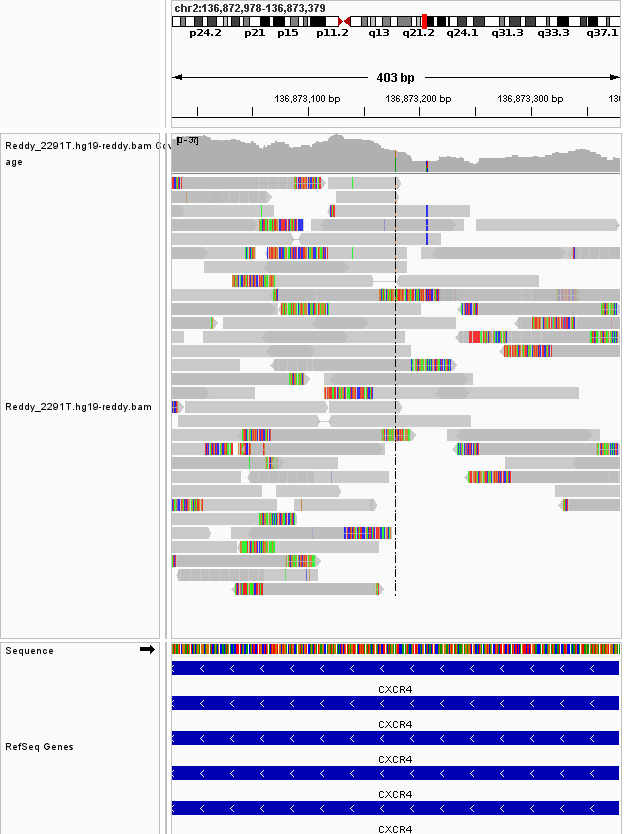 chr2:136,872,978-136,873,379
p24.2 p21 p15 p11.2 q13 q21.2 q24.1 q31.3 q33.3 q37.1
403 bp
136,873,100 bp 136,873,200 bp 136,873,300 bp
Reddy_2291T.hg19-reddy.bam Cov
age
[0 - 37]
Reddy_2291T.hg19-reddy.bam
Sequence
CXCR4
CXCR4
RefSeq Genes
CXCR4
CXCR4
CXCR4